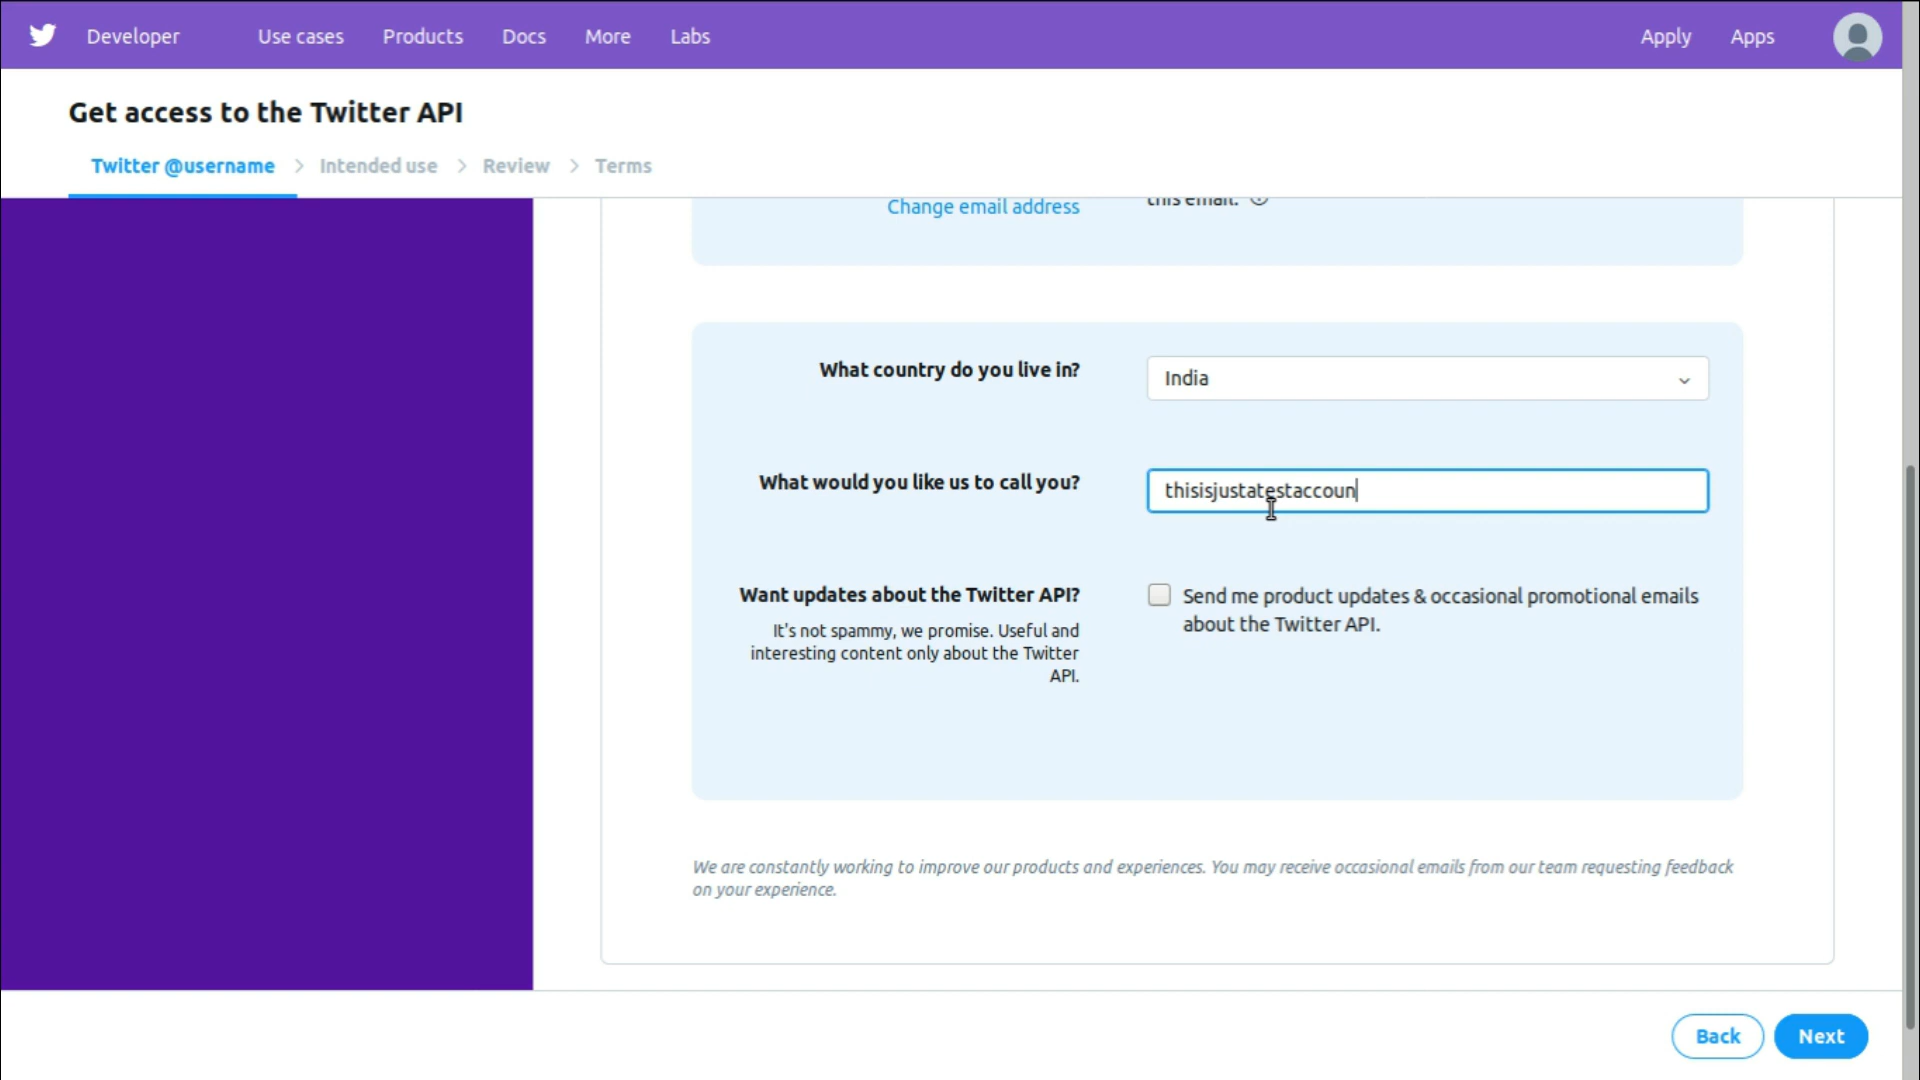 Developer Use cases Products Docs More Labs Apply Apps
Get access to the Twitter API
Twitter @username > Intended use > Review > Terms
Change email address
this email.
What country do you live in?
India
What would you like us to call you?
thisisjustatestaccoun
Want updates about the Twitter API?
It's not spammy, we promise. Useful and
interesting content only about the Twitter
API.
Send me product updates & occasional promotional emails
about the Twitter API.
We are constantly working to improve our products and experiences. You may receive occasional emails from our team requesting feedback
on your experience.
Back Next